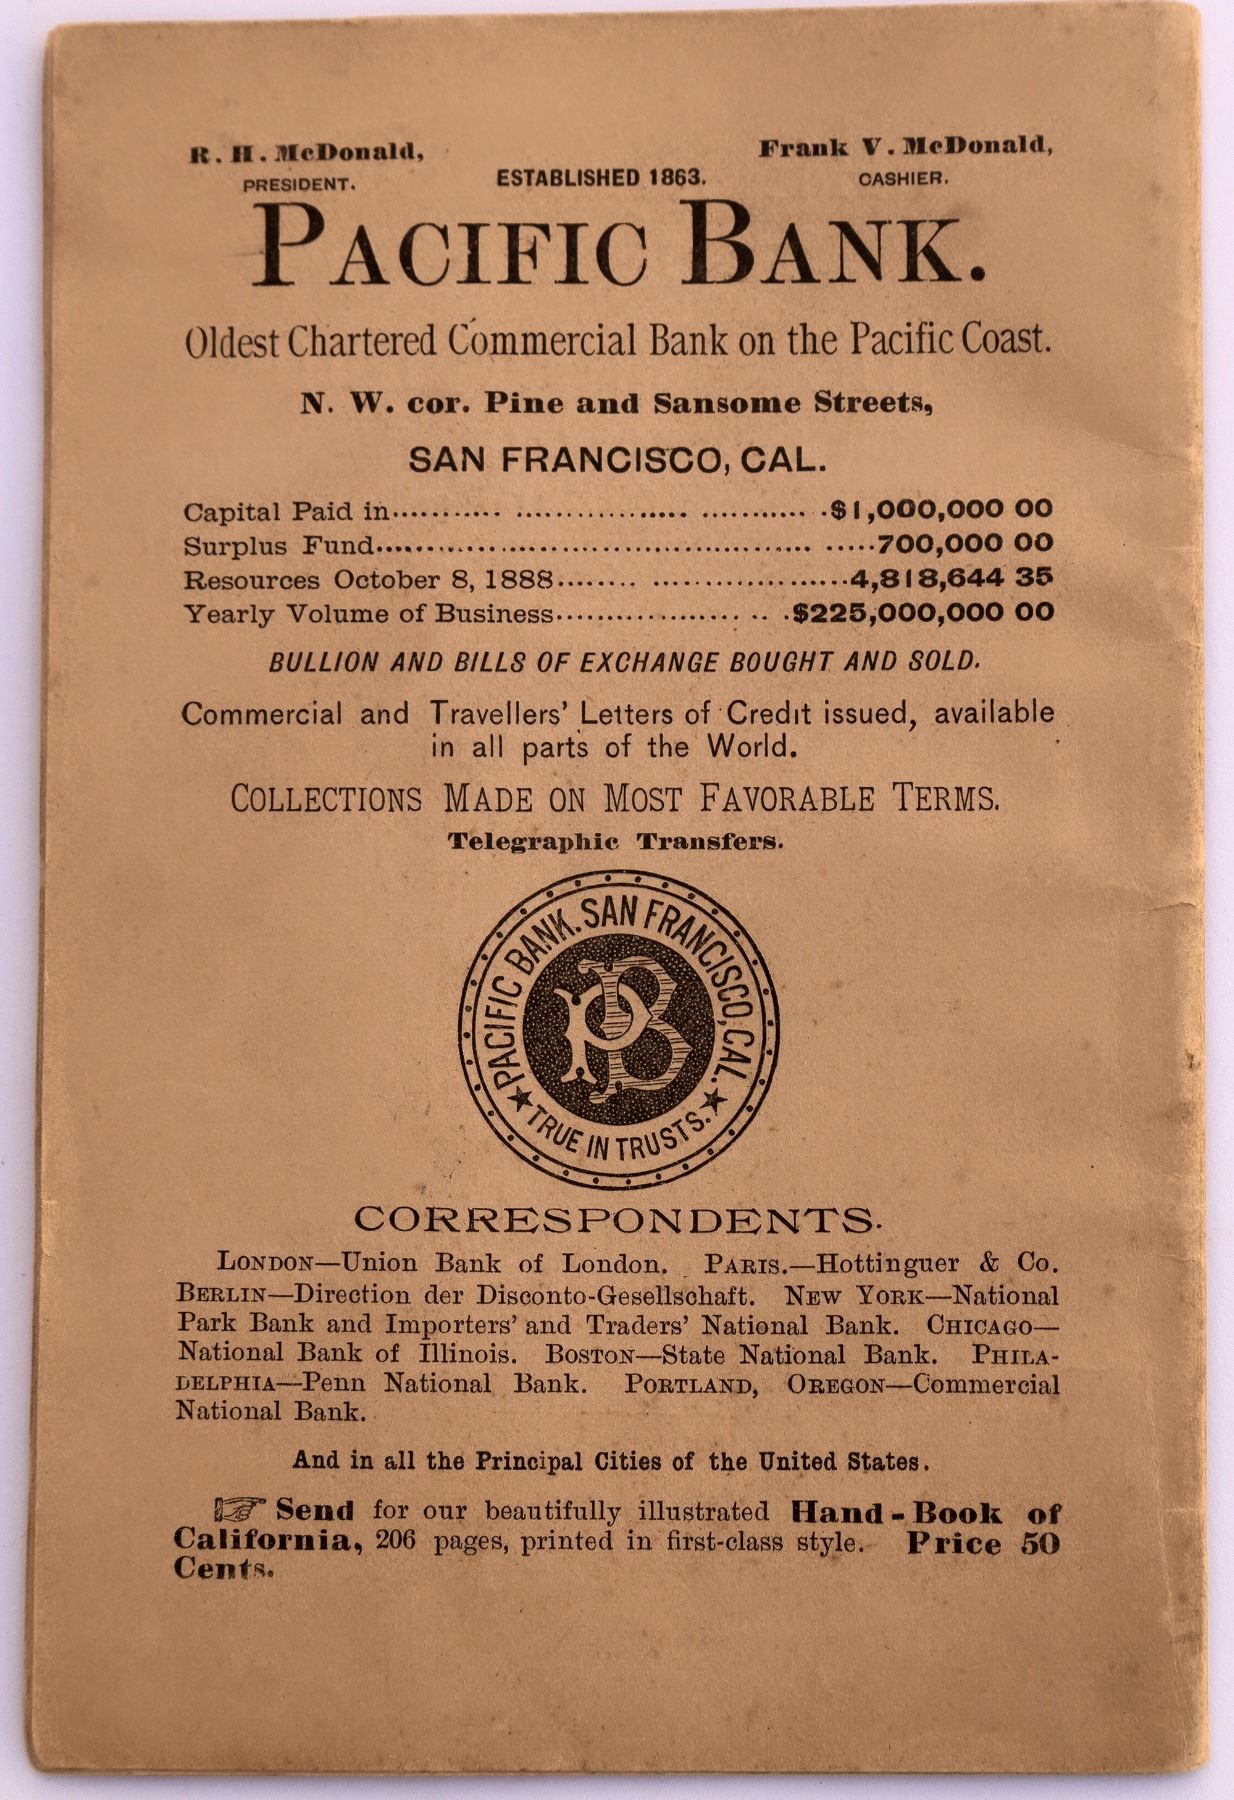 R. H. McDonald,
Frank V. McDonald,
PRESIDENT.
ESTABLISHED 1863.
CASHIER.
PACIFIC BANK.
Oldest Chartered Commercial Bank on the Pacific Coast.
N. W. cor. Pine and Sansome Streets,
SAN FRANCISCO, CAL.
Capital Paid in........... ...................... ............$1,000,000 00
Surplus Fund............................................. .....700,000 00
Resources October 8, 1888........ ......................4,818,644 35
Yearly Volume of Business................... .. .$225,000,000 00
BULLION AND BILLS OF EXCHANGE BOUGHT AND SOLD.
Commercial and Travellers' Letters of Credit issued, available
in all parts of the World.
COLLECTIONS MADE ON MOST FAVORABLE TERMS.
Telegraphic Transfers.
PACIFIC BANK. SAN FRANCISCO, CAL.
PB
★ TRUE IN TRUSTS. ★
CORRESPONDENTS.
LONDON—Union Bank of London. PARIS.—Hottinguer & Co.
BERLIN—Direction der Disconto-Gesellschaft. NEW YORK—National
Park Bank and Importers' and Traders' National Bank. CHICAGO—
National Bank of Illinois. BOSTON—State National Bank. PHILA-
DELPHIA—Penn National Bank. PORTLAND, OREGON—Commercial
National Bank.
And in all the Principal Cities of the United States.
☞ Send for our beautifully illustrated Hand-Book of
California, 206 pages, printed in first-class style. Price 50
Cents.